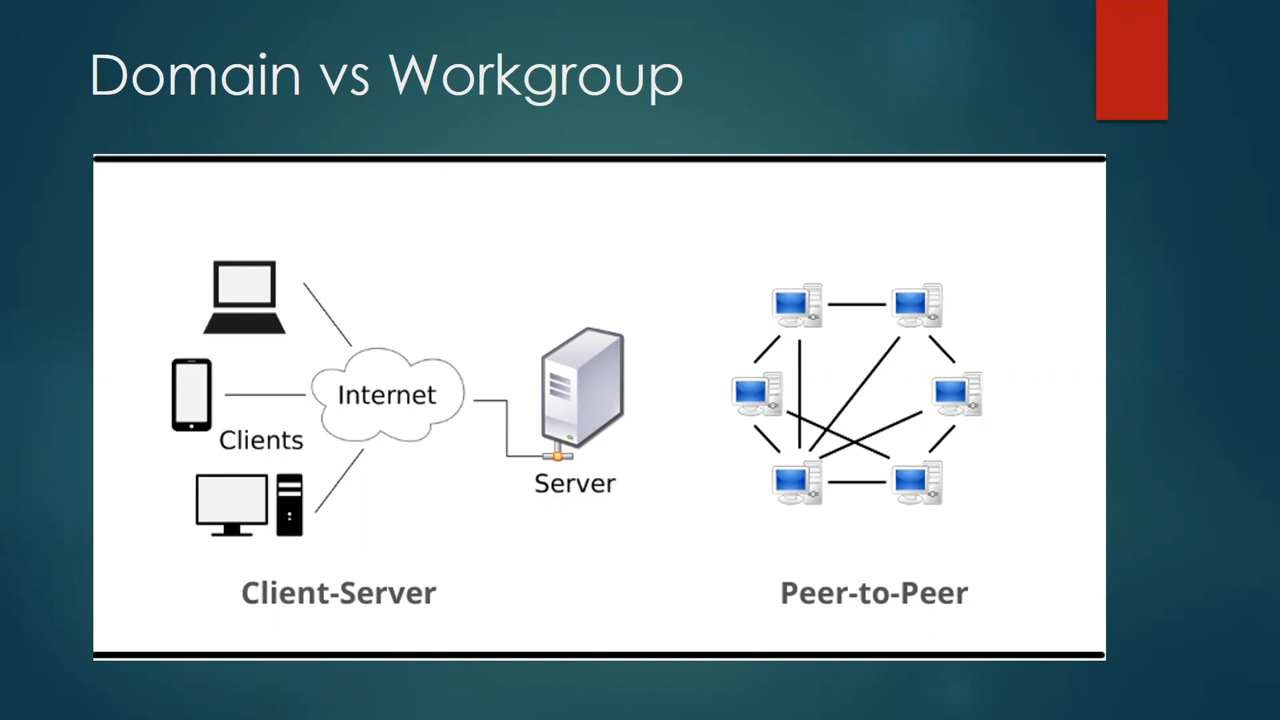 Domain vs Workgroup
Internet
Clients
Server
Client-Server
Peer-to-Peer